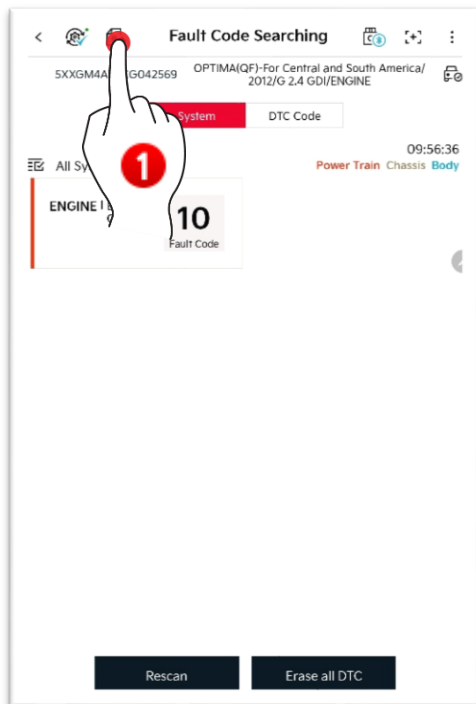 Fault Code Searching
5XXGM4A
G042569
OPTIMA(QF)-For Central and South America/
2012/G 2.4 GDI/ENGINE
System
DTC Code
09:56:36
All Sy
Power Train Chassis Body
1
ENGINE
10
Fault Code
Rescan
Erase all DTC